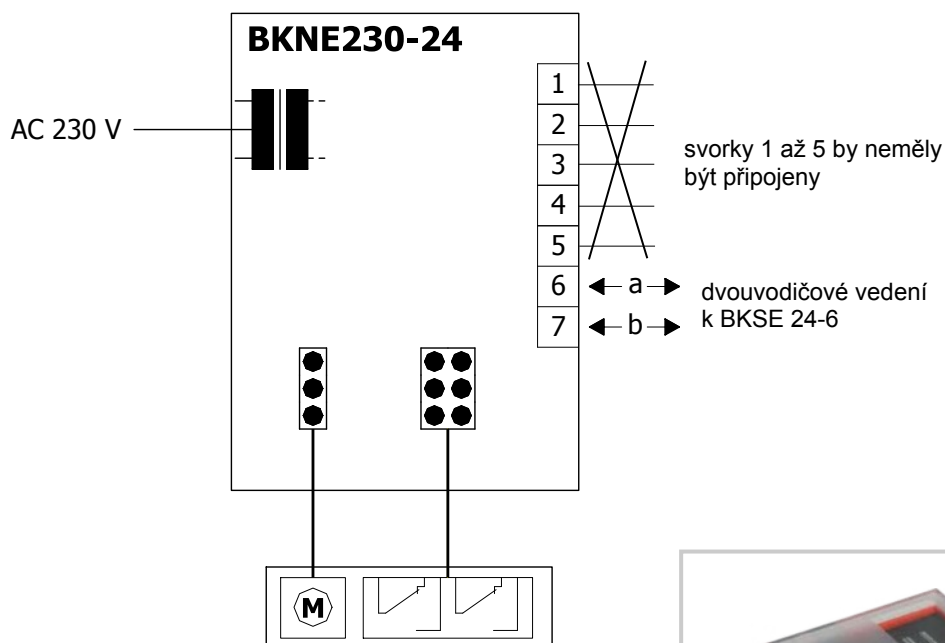 BKNE230-24
AC 230 V
1
2
3
4
5
6
7
svorky 1 až 5 by neměly
být připojeny
a
b
dvouvodičové vedení
k BKSE 24-6
M